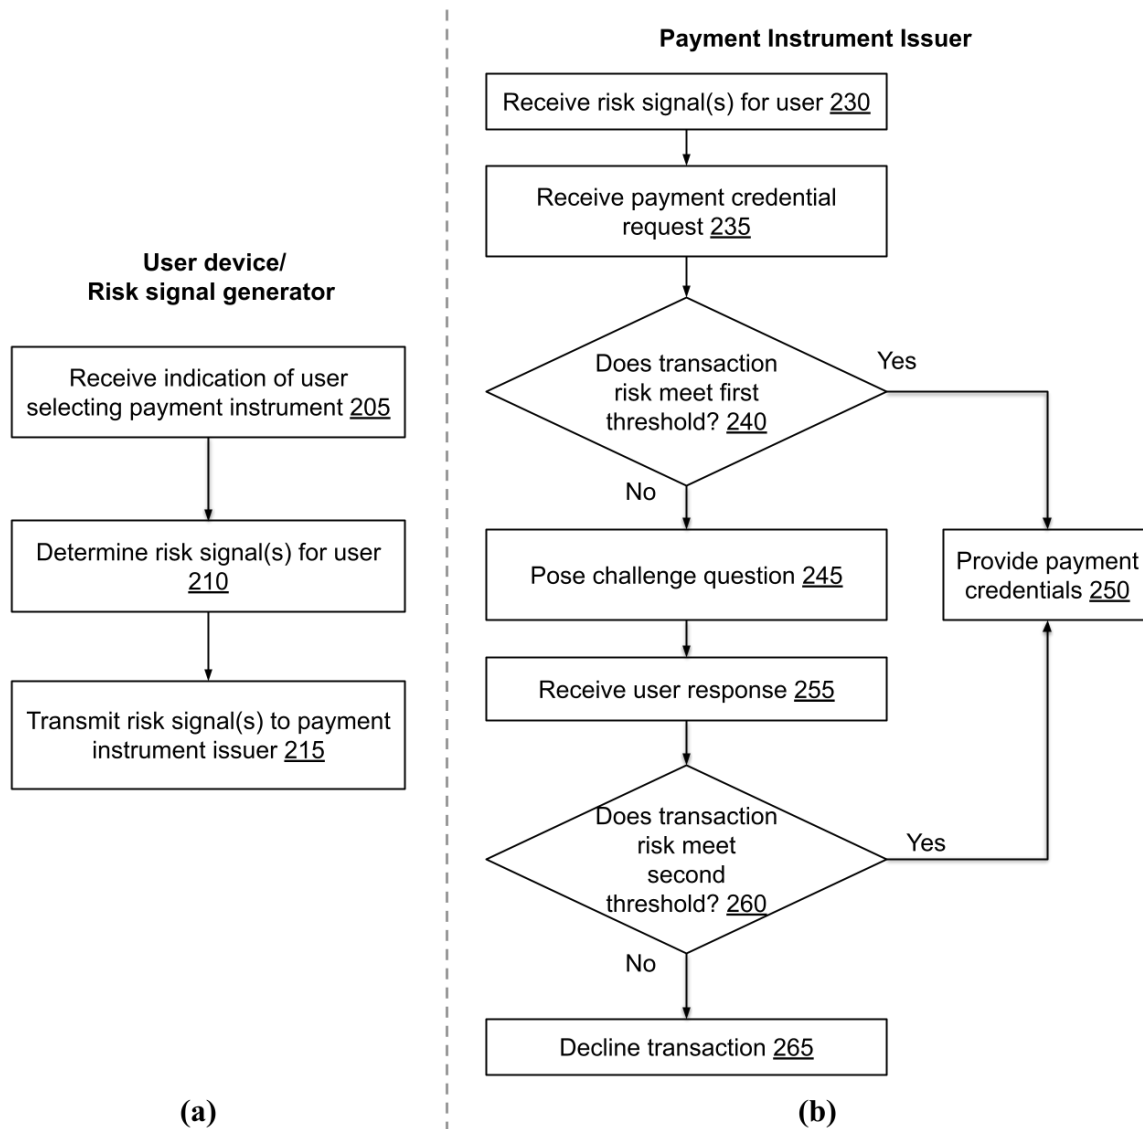 User device/
Risk signal generator
Receive indication of user
selecting payment instrument 205
Determine risk signal(s) for user
210
Transmit risk signal(s) to payment
instrument issuer 215
(a)
Payment Instrument Issuer
Receive risk signal(s) for user 230
Receive payment credential
request 235
Does transaction
risk meet first
threshold? 240
Yes
No
Pose challenge question 245
Provide payment
credentials 250
Receive user response 255
Does transaction
risk meet
second
threshold? 260
Yes
No
Decline transaction 265
(b)